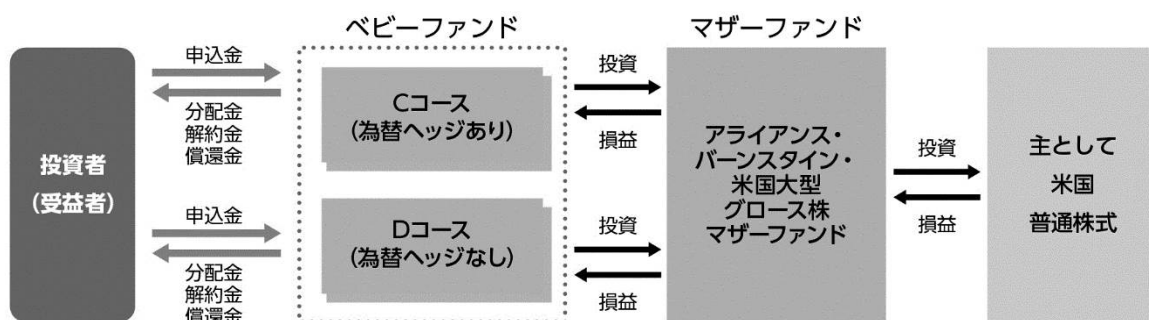 ベビーファンド
マザーファンド
投資者
(受益者)
申込金
分配金
解約金
償還金
申込金
分配金
解約金
償還金
Cコース
(為替ヘッジあり)
Dコース
(為替ヘッジなし)
投資
損益
投資
損益
アライアンス・
バーンスタイン・
米国大型
グロース株
マザーファンド
投資
損益
主として
米国
普通株式